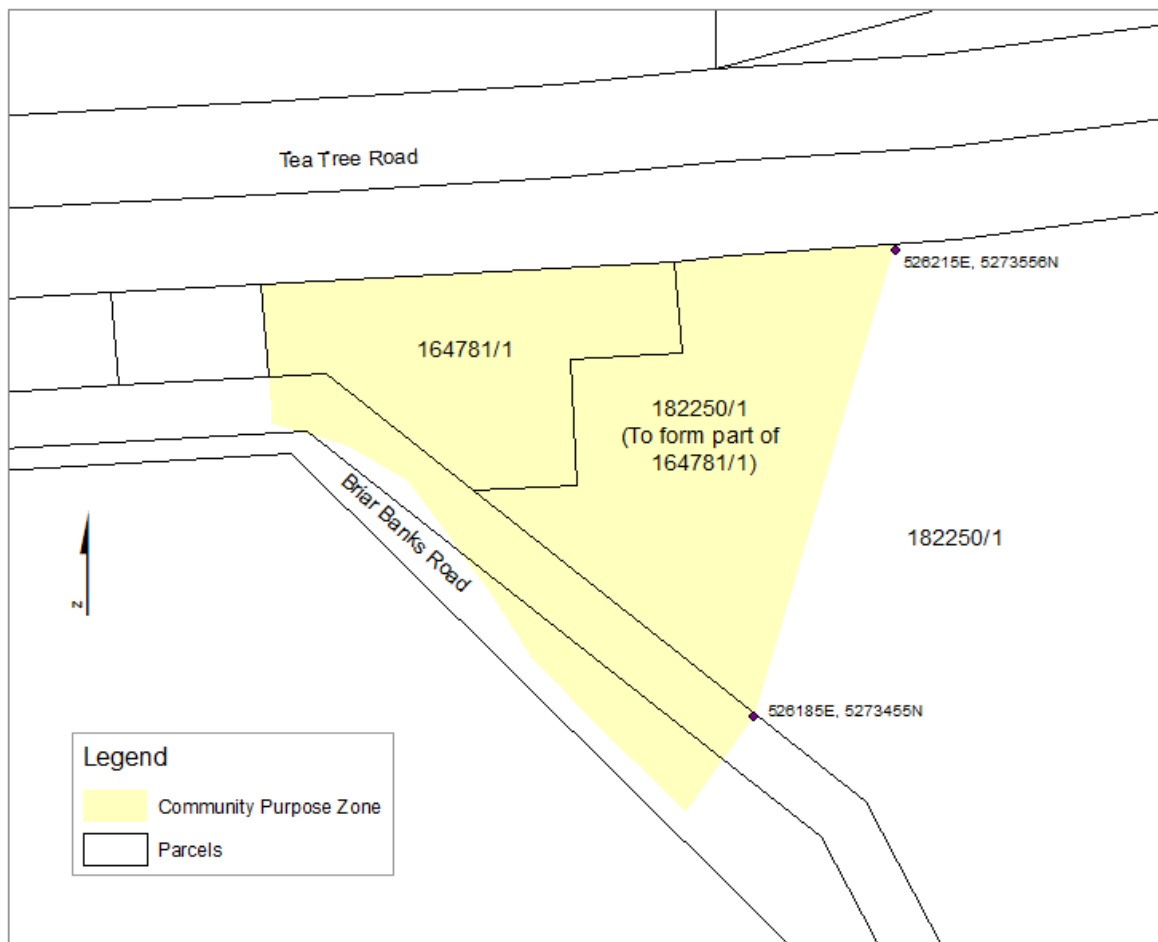 Tea Tree Road
526215E, 5273556N
164781/1
182250/1
(To form part of
164781/1)
Briar Banks Road
182250/1
N
526185E, 5273455N
Legend
Community Purpose Zone
Parcels